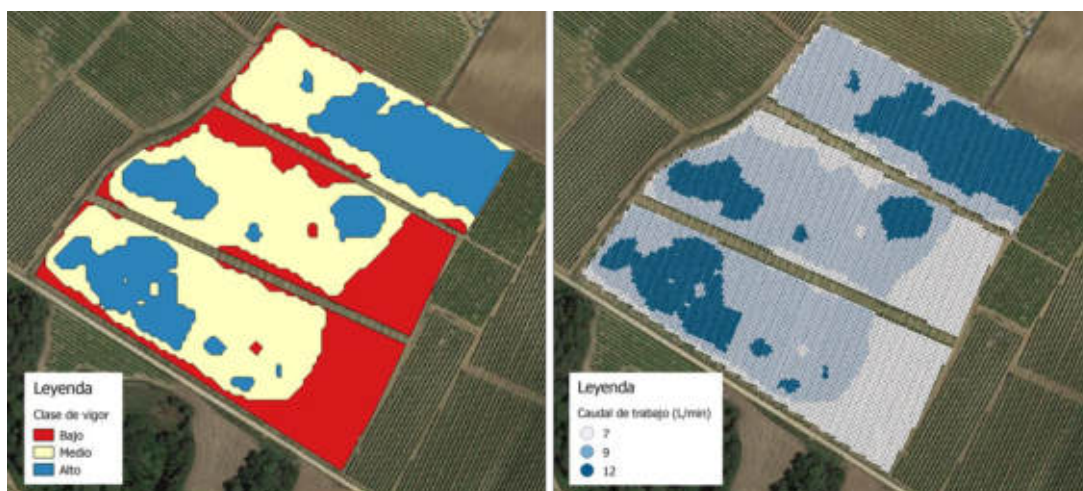 Leyenda
Clase de vigor
Bajo
Medio
Alto
Leyenda
Caudal de trabajo (L/min)
7
9
12